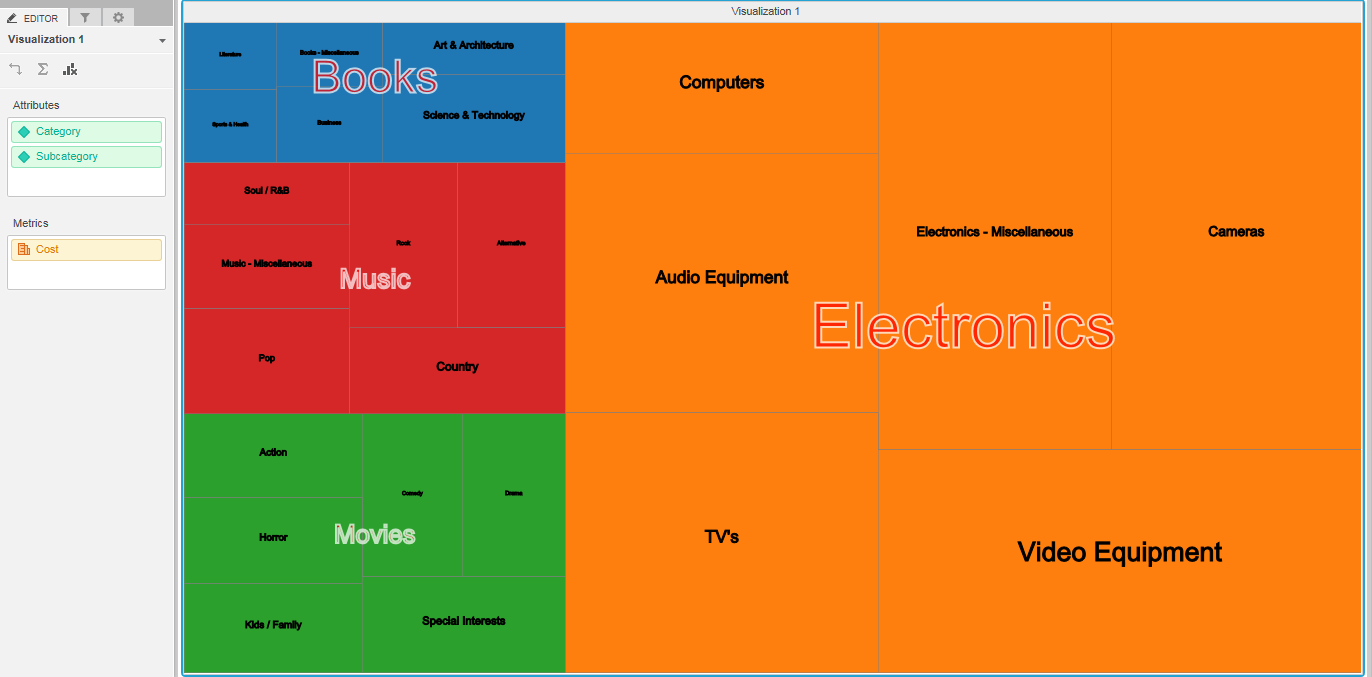 EDITOR
Visualization 1
Attributes
Category
Subcategory
Metrics
Cost
Visualization 1
Literature
Books - Miscellaneous
Art & Architecture
Books
Sports & Health
Business
Science & Technology
Soul / R&B
Music - Miscellaneous
Rock
Alternative
Music
Pop
Country
Action
Horror
Comedy
Drama
Movies
Kids / Family
Special Interests
Computers
Audio Equipment
TV's
Electronics - Miscellaneous
Cameras
Electronics
Video Equipment